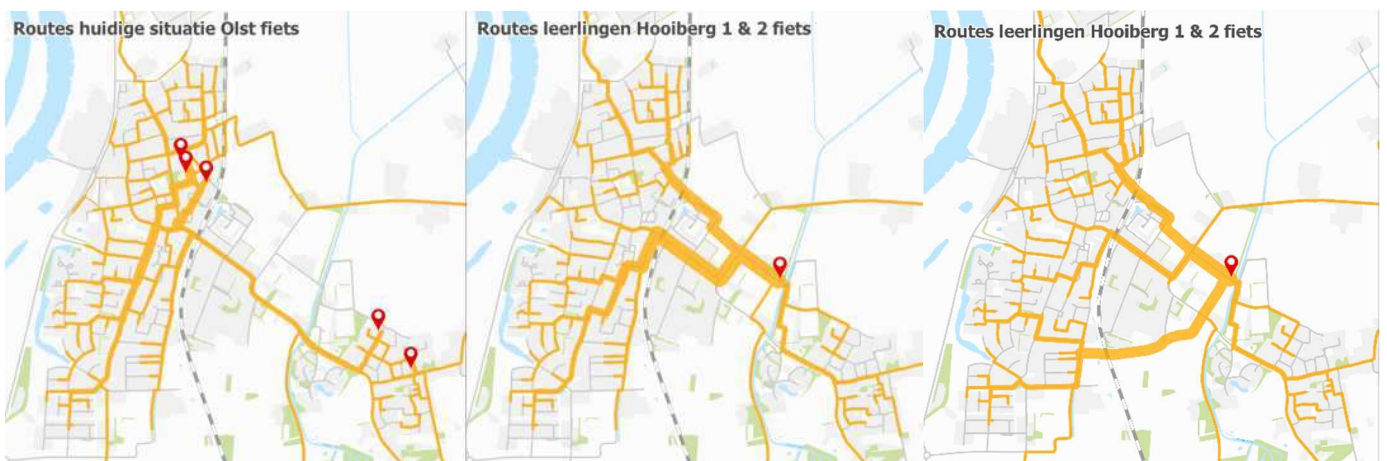 Routes huidige situatie Olst fiets
Routes leerlingen Hooiberg 1 & 2 fiets
Routes leerlingen Hooiberg 1 & 2 fiets